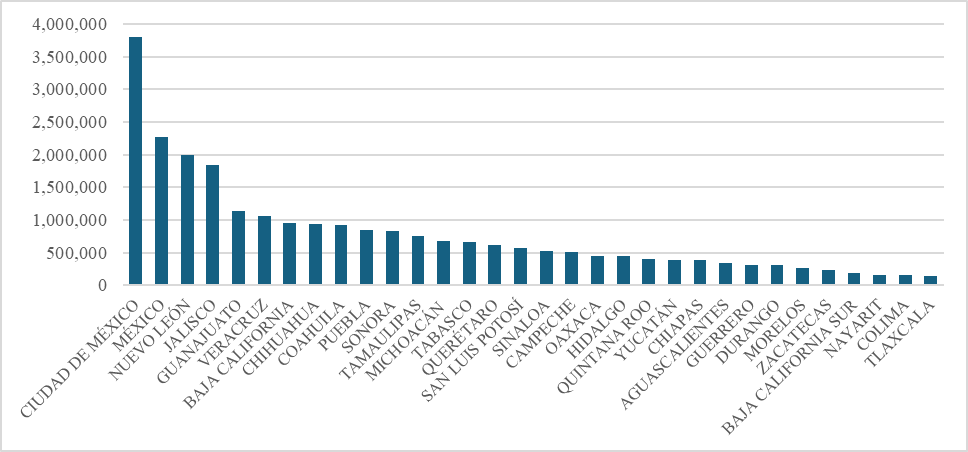 4,000,000
3,500,000
3,000,000
2,500,000
2,000,000
1,500,000
1,000,000
500,000
0
CIUDAD DE MÉXICO
MÉXICO
NUEVO LEÓN
JALISCO
GUANAJUATO
VERACRUZ
BAJA CALIFORNIA
CHIHUAHUA
COAHUILA
PUEBLA
SONORA
TAMAULIPAS
MICHOACÁN
TABASCO
QUERÉTARO
SAN LUIS POTOSÍ
SINALOA
CAMPECHE
OAXACA
HIDALGO
QUINTANA ROO
YUCATÁN
CHIAPAS
AGUASCALIENTES
GUERRERO
DURANGO
MORELOS
ZACATECAS
BAJA CALIFORNIA SUR
NAYARIT
COLIMA
TLAXCALA